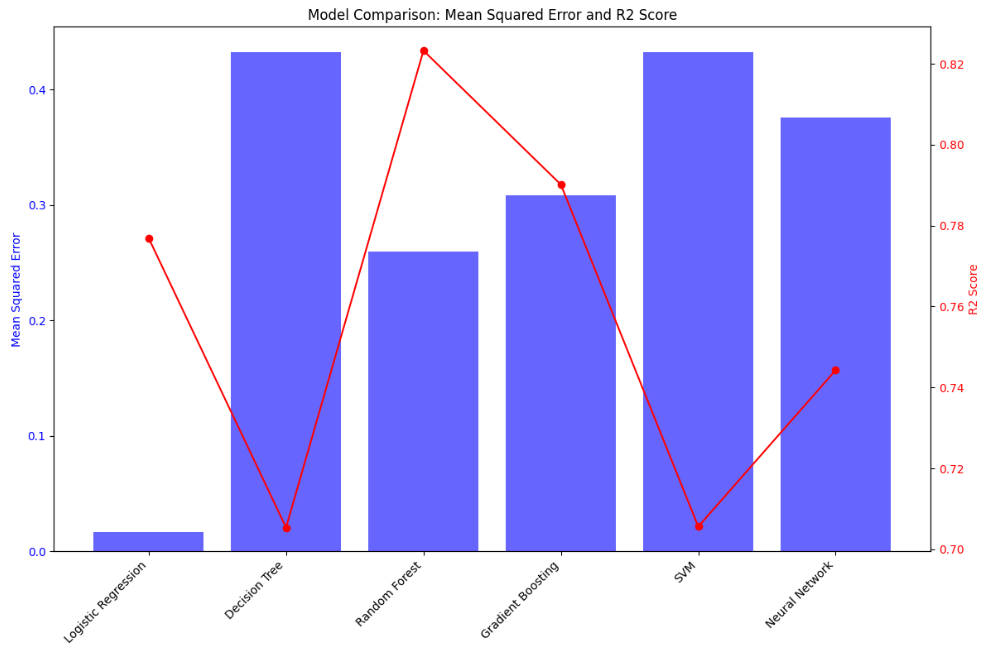 Model Comparison: Mean Squared Error and R2 Score
Mean Squared Error
0.4
0.3
0.2
0.1
0.0
0.82
0.80
0.78
0.76
0.74
0.72
0.70
R2 Score
Logistic Regression
Decision Tree
Random Forest
Gradient Boosting
SVM
Neural Network